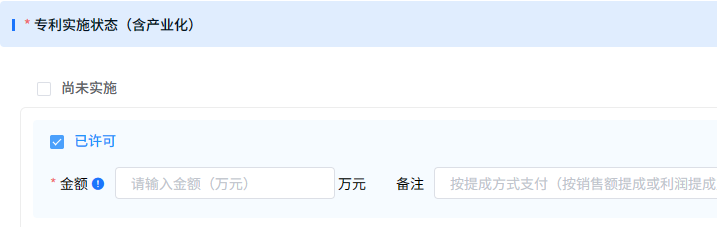 * 专利实施状态（含产业化）
尚未实施
已许可
* 金额 请输入金额（万元） 万元 备注 按提成方式支付（按销售额提成或利润提成